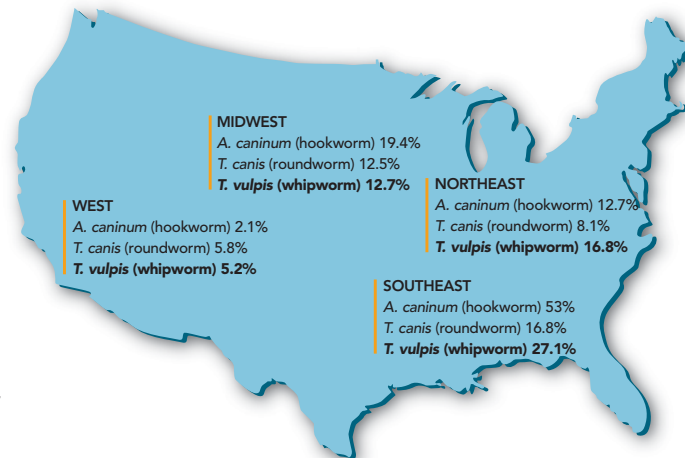 MIDWEST
A. caninum (hookworm) 19.4%
T. canis (roundworm) 12.5%
T. vulpis (whipworm) 12.7%
NORTHEAST
A. caninum (hookworm) 12.7%
T. canis (roundworm) 8.1%
T. vulpis (whipworm) 16.8%
WEST
A. caninum (hookworm) 2.1%
T. canis (roundworm) 5.8%
T. vulpis (whipworm) 5.2%
SOUTHEAST
A. caninum (hookworm) 53%
T. canis (roundworm) 16.8%
T. vulpis (whipworm) 27.1%